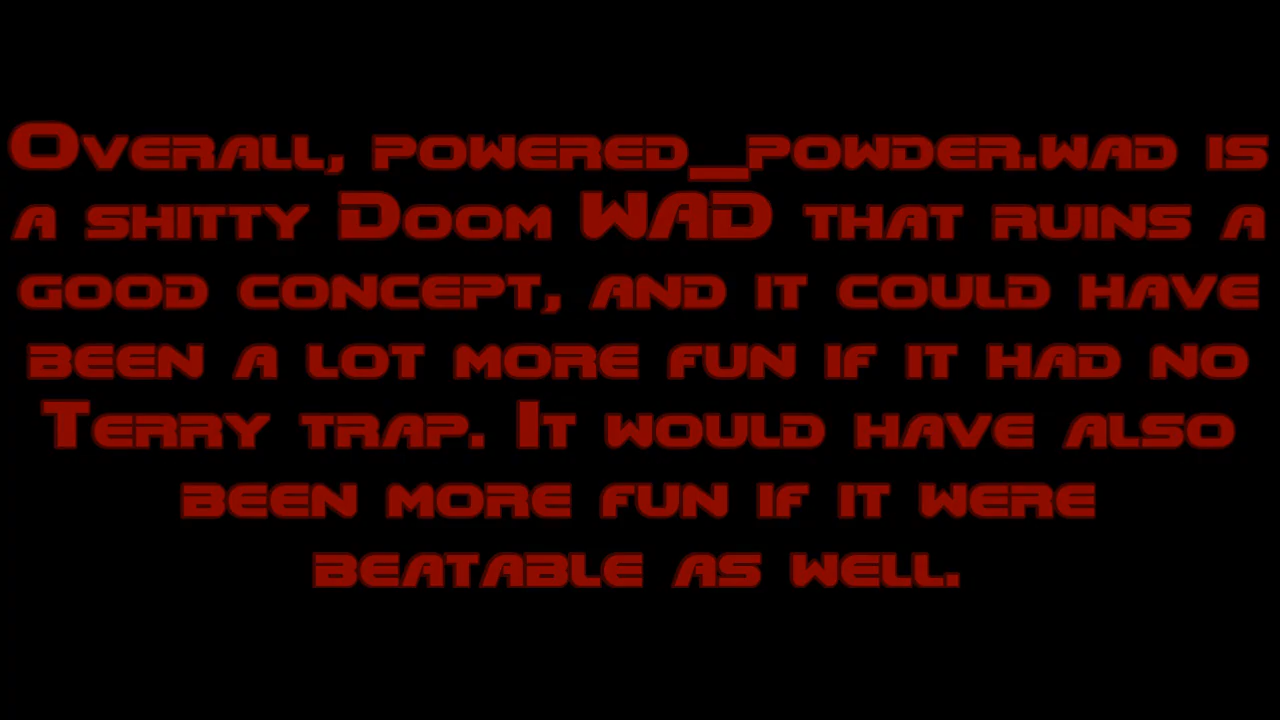 Overall, powered_powder.wad is
a shitty Doom WAD that ruins a
good concept, and it could have
been a lot more fun if it had no
Terry trap. It would have also
been more fun if it were
beatable as well.